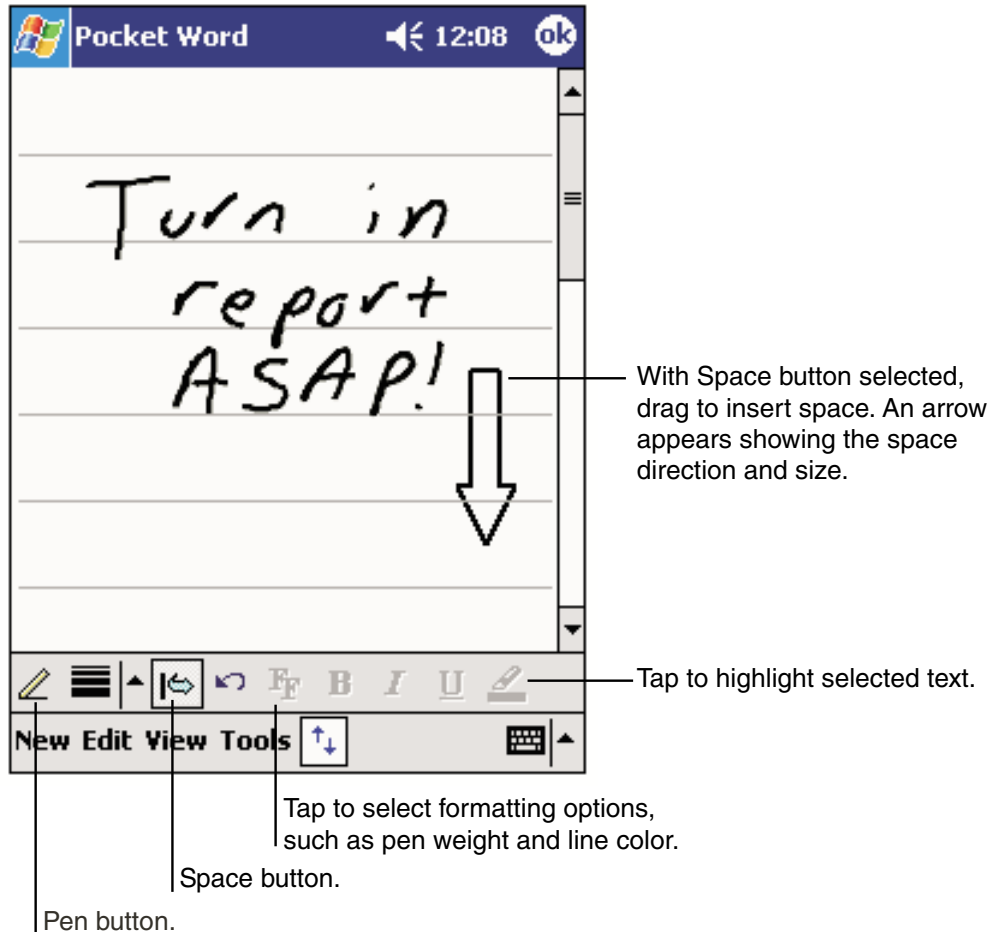 Pocket Word 12:08 ok
Turn in
report
ASAP!
With Space button selected,
drag to insert space. An arrow
appears showing the space
direction and size.
FF B I U
Tap to highlight selected text.
New Edit View Tools
Tap to select formatting options,
such as pen weight and line color.
Space button.
Pen button.